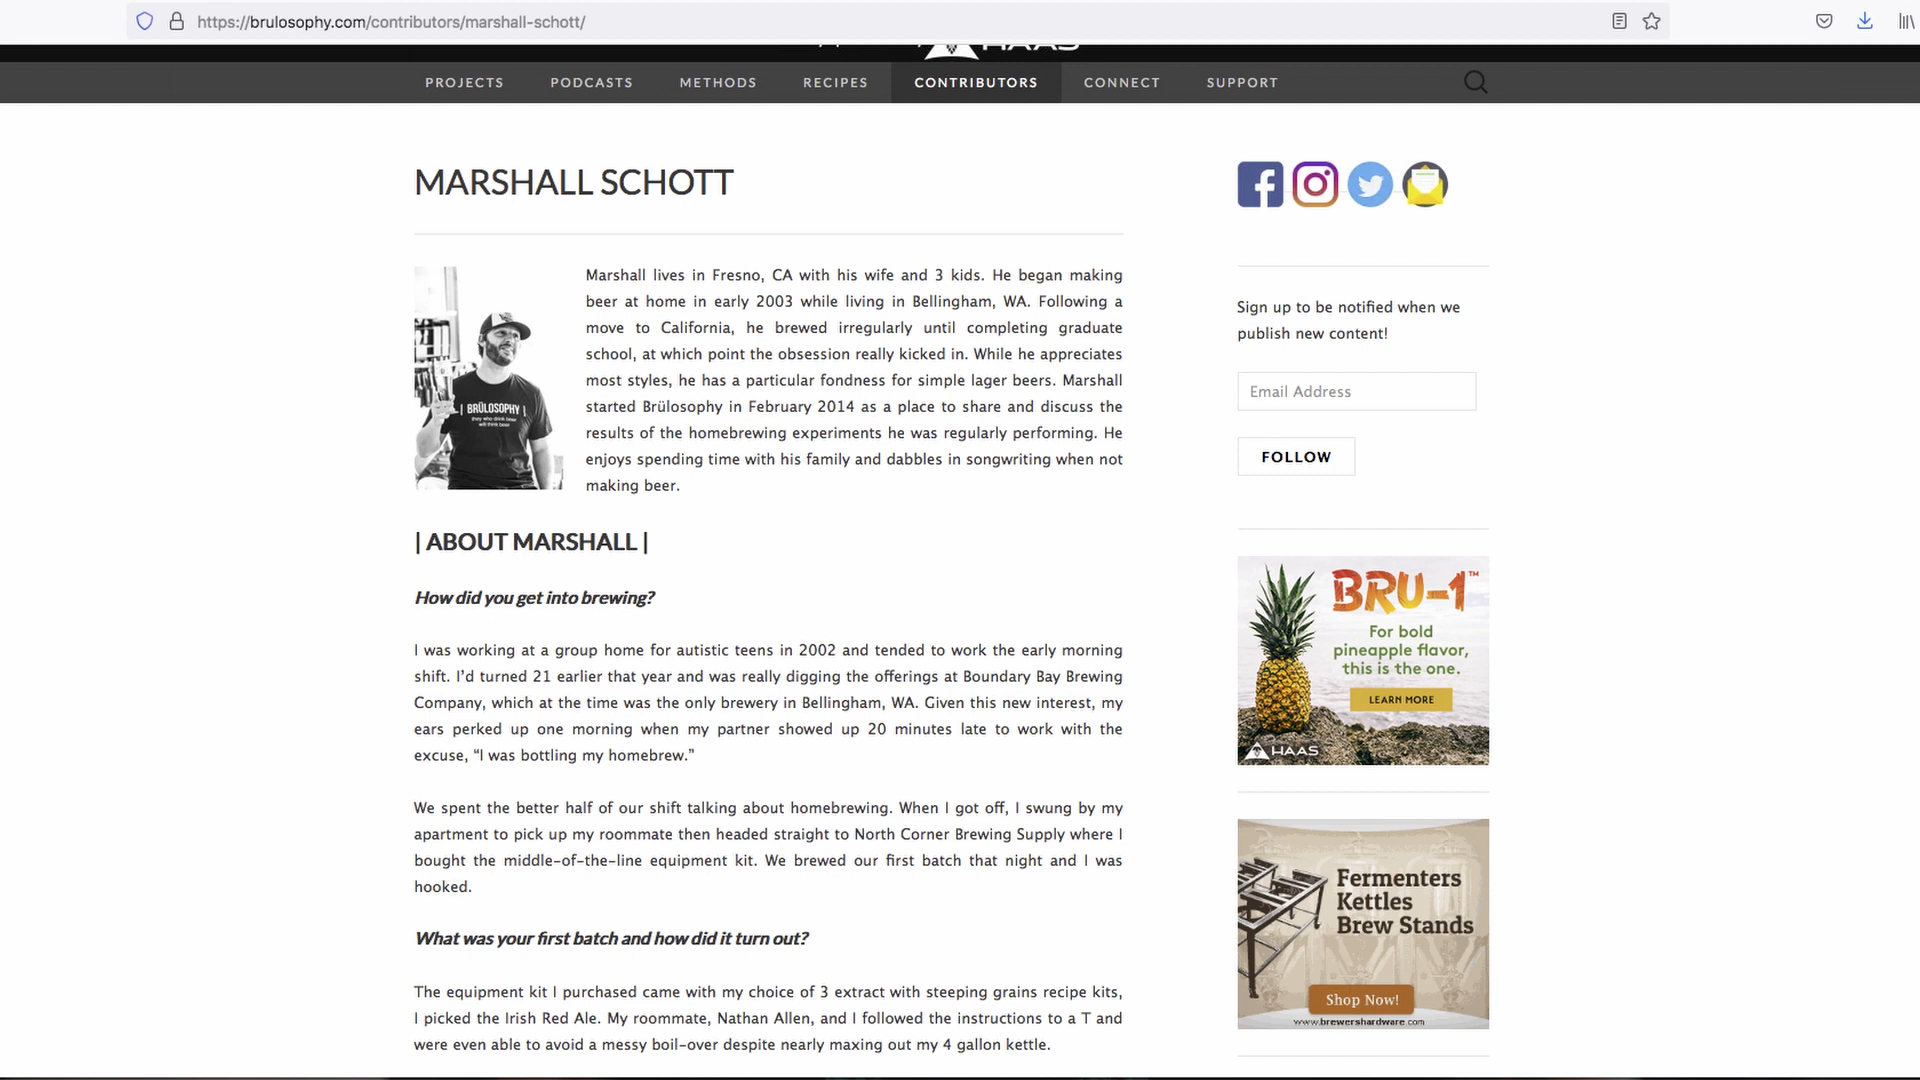 https://brulosophy.com/contributors/marshall-schott/
HAAS
PROJECTS
PODCASTS
METHODS
RECIPES
CONTRIBUTORS
CONNECT
SUPPORT
MARSHALL SCHOTT
Marshall lives in Fresno, CA with his wife and 3 kids. He began making
beer at home in early 2003 while living in Bellingham, WA. Following a
move to California, he brewed irregularly until completing graduate
school, at which point the obsession really kicked in. While he appreciates
most styles, he has a particular fondness for simple lager beers. Marshall
started Brülosophy in February 2014 as a place to share and discuss the
results of the homebrewing experiments he was regularly performing. He
enjoys spending time with his family and dabbles in songwriting when not
making beer.
| BRÜLOSOPHY |
they who drink beer
will think beer
| ABOUT MARSHALL |
How did you get into brewing?
I was working at a group home for autistic teens in 2002 and tended to work the early morning
shift. I’d turned 21 earlier that year and was really digging the offerings at Boundary Bay Brewing
Company, which at the time was the only brewery in Bellingham, WA. Given this new interest, my
ears perked up one morning when my partner showed up 20 minutes late to work with the
excuse, “I was bottling my homebrew.”
We spent the better half of our shift talking about homebrewing. When I got off, I swung by my
apartment to pick up my roommate then headed straight to North Corner Brewing Supply where I
bought the middle-of-the-line equipment kit. We brewed our first batch that night and I was
hooked.
What was your first batch and how did it turn out?
The equipment kit I purchased came with my choice of 3 extract with steeping grains recipe kits,
I picked the Irish Red Ale. My roommate, Nathan Allen, and I followed the instructions to a T and
were even able to avoid a messy boil-over despite nearly maxing out my 4 gallon kettle.
Sign up to be notified when we
publish new content!
Email Address
FOLLOW
BRU-1™
For bold
pineapple flavor,
this is the one.
LEARN MORE
HAAS
Fermenters
Kettles
Brew Stands
Shop Now!
www.brewershardware.com